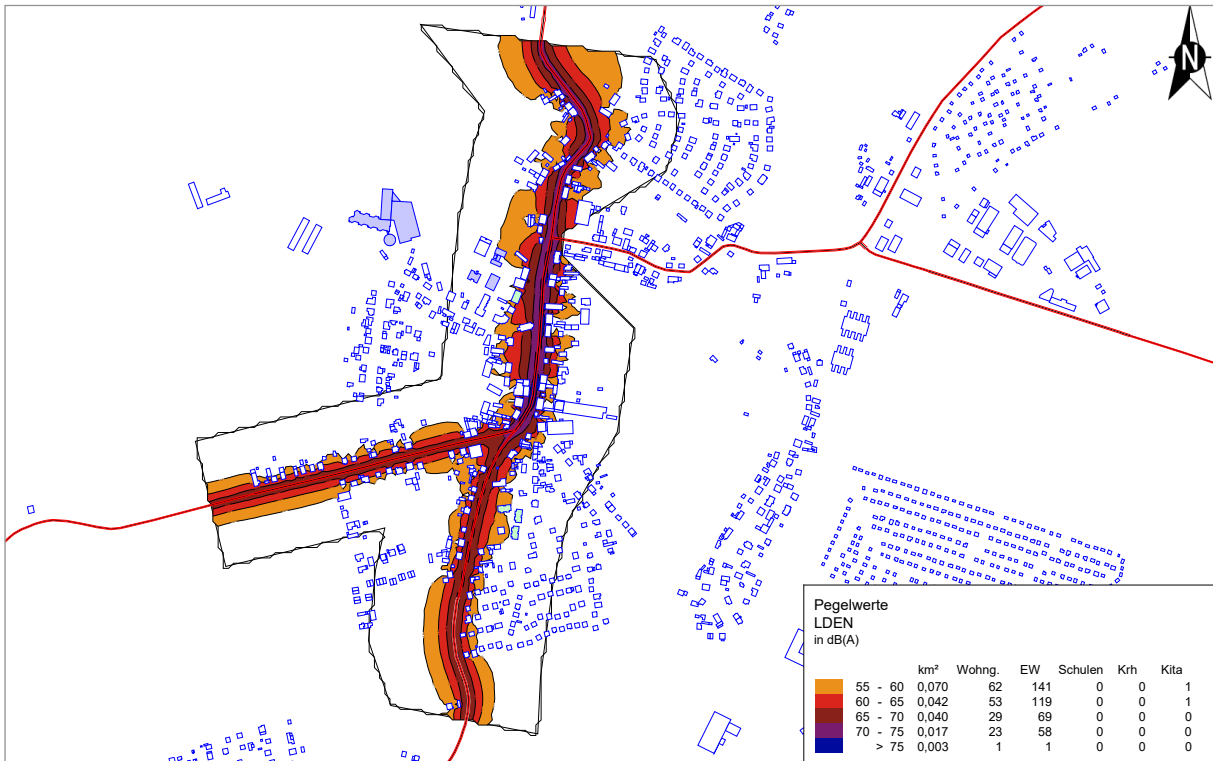 N
Pegelwerte
LDEN
in dB(A)
km² Wohng. EW Schulen Krh Kita
55 - 60 0,070 62 141 0 0 1
60 - 65 0,042 53 119 0 0 1
65 - 70 0,040 29 69 0 0 0
70 - 75 0,017 23 58 0 0 0
> 75 0,003 1 1 0 0 0